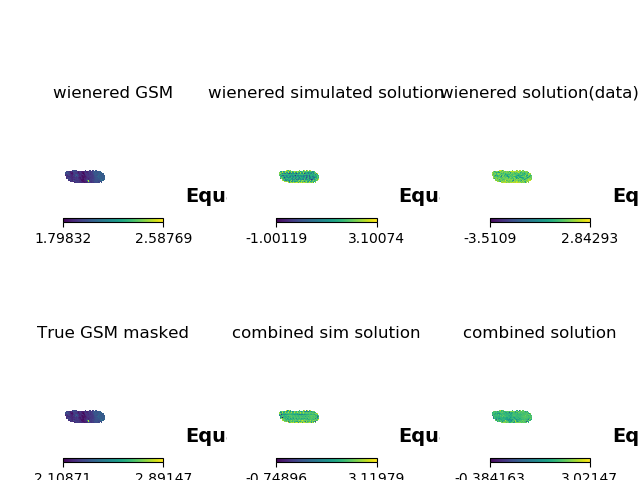 wienered GSM
wienered simulated solution
wienered solution(data)
Equ
Equ
Eq
1.79832 2.58769
-1.00119 3.10074
-3.5109 2.84293
True GSM masked
combined sim solution
combined solution
Equ
Equ
Eq
2.10871 2.89147
-0.74896 3.11979
-0.384163 3.02147